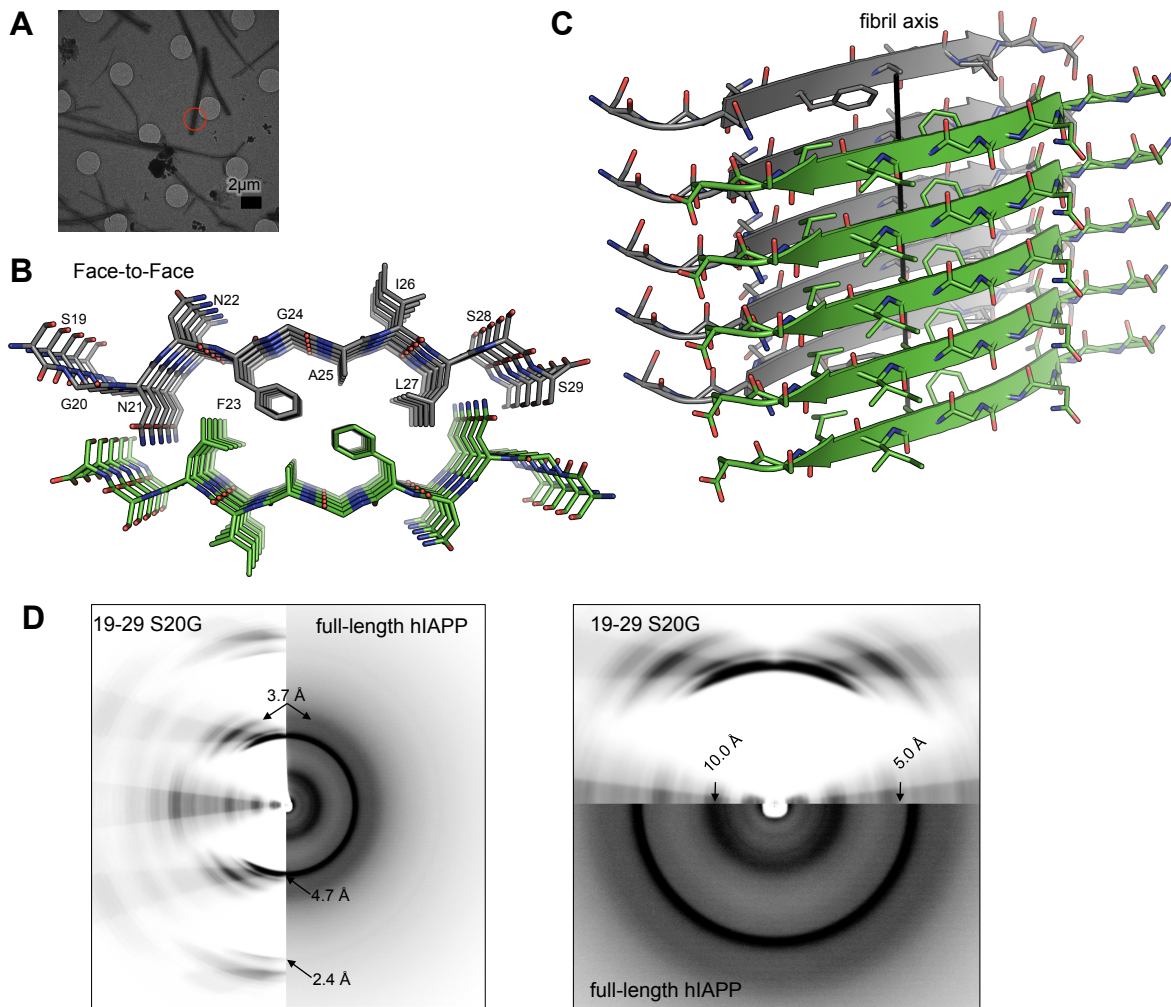 A
2μm
B
Face-to-Face
S19
G20
N21
N22
F23
G24
A25
I26
L27
S28
S29
C
fibril axis
D
19-29 S20G
full-length hIAPP
3.7 Å
4.7 Å
2.4 Å
19-29 S20G
10.0 Å
5.0 Å
full-length hIAPP